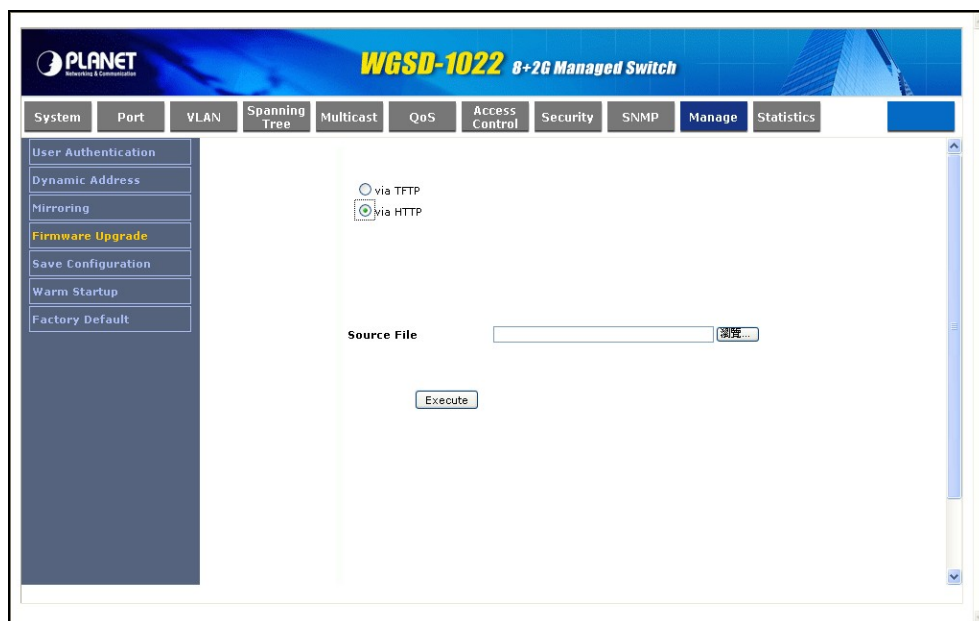 PLANET
Networking & Communication
WGSD-1022 8+2G Managed Switch
System
Port
VLAN
Spanning Tree
Multicast
QoS
Access Control
Security
SNMP
Manage
Statistics
User Authentication
Dynamic Address
Mirroring
Firmware Upgrade
Save Configuration
Warm Startup
Factory Default
via TFTP
via HTTP
Source File
瀏覽...
Execute